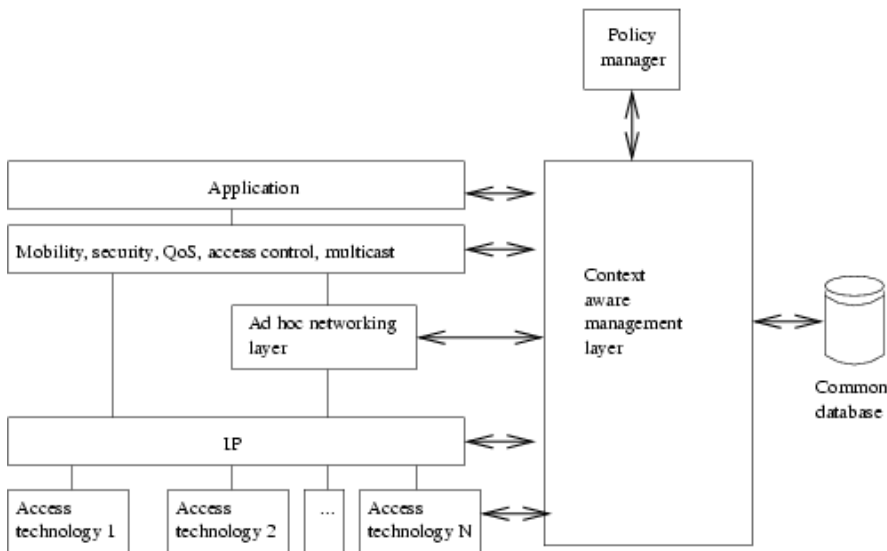 Policy
manager
Application
Mobility, security, QoS, access control, multicast
Ad hoc networking
layer
Context
aware
management
layer
Common
database
IP
Access
technology 1
Access
technology 2
...
Access
technology N